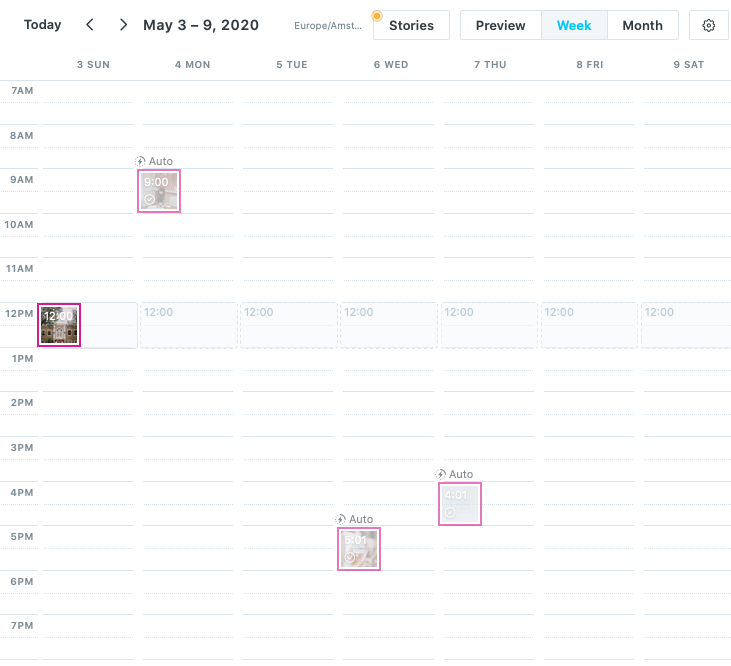 Today May 3 – 9, 2020 Europe/Amst... Stories Preview Week Month
3 SUN 4 MON 5 TUE 6 WED 7 THU 8 FRI 9 SAT
7AM
8AM
Auto
9AM 9:00
10AM
11AM
12PM 12:00 12:00 12:00 12:00 12:00 12:00 12:00
1PM
2PM
3PM
Auto
4PM 4:01
Auto
5PM 5:01
6PM
7PM